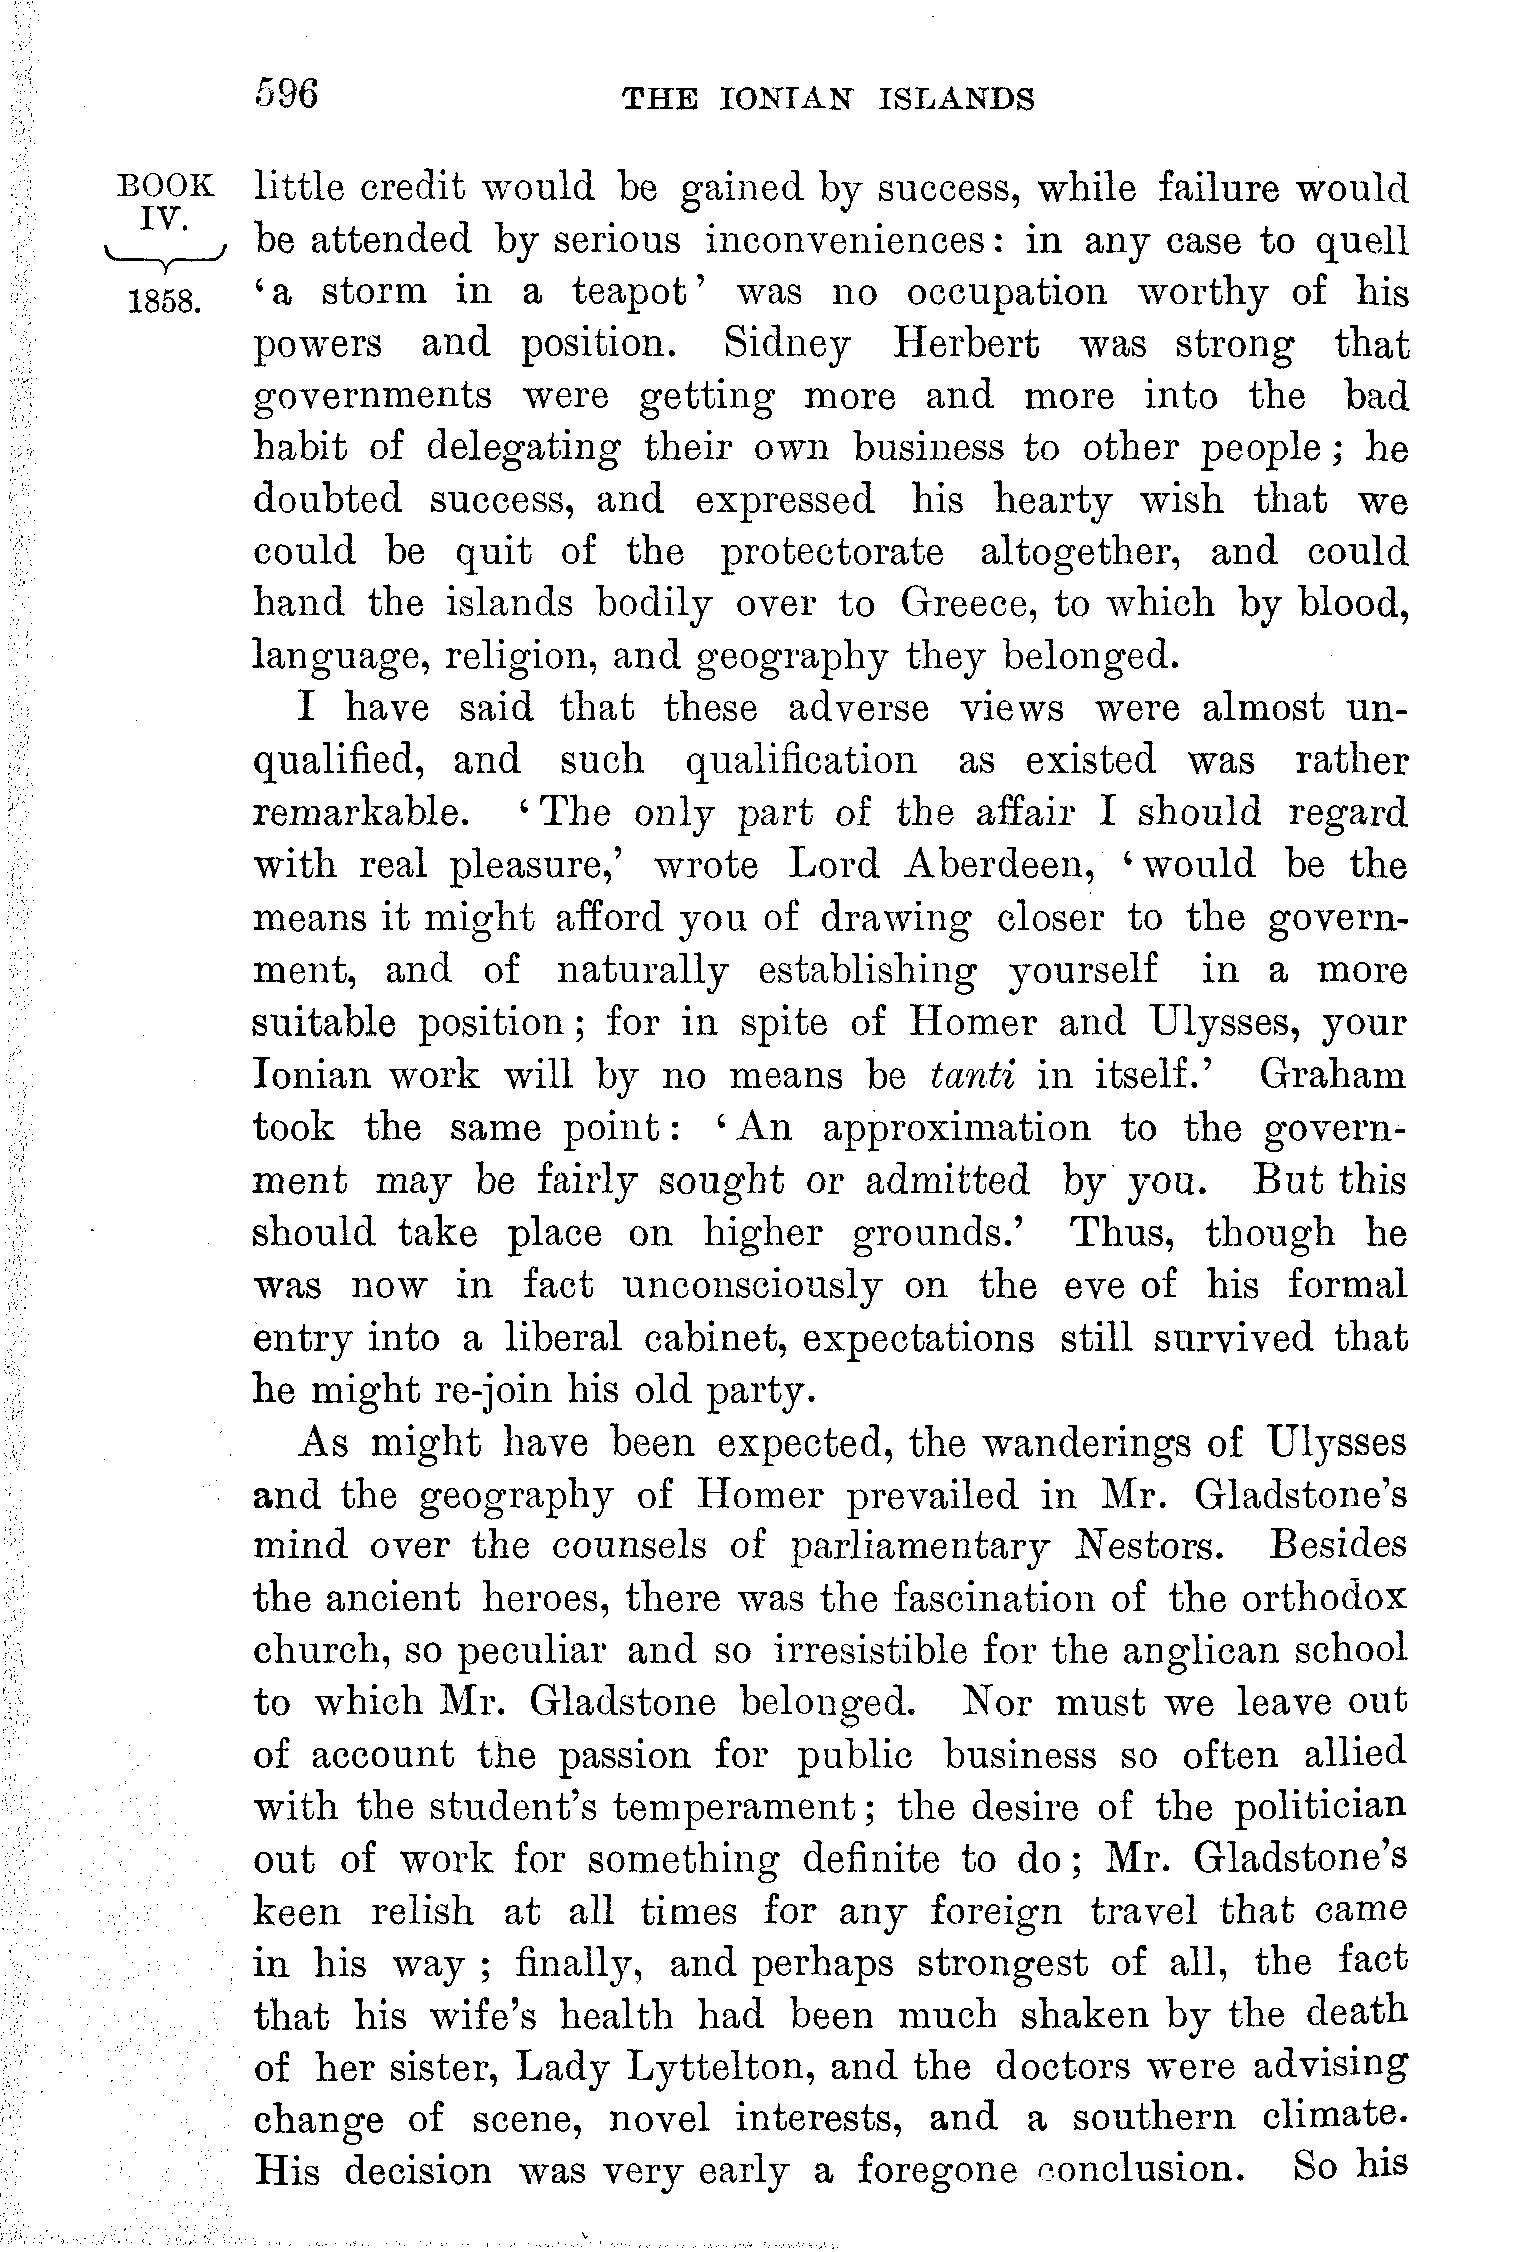 596 THE IONIAN ISLANDS
BOOK
IV.
1858.
little credit would be gained by success, while failure would
be attended by serious inconveniences: in any case to quell
‘a storm in a teapot’ was no occupation worthy of his
powers and position. Sidney Herbert was strong that
governments were getting more and more into the bad
habit of delegating their own business to other people; he
doubted success, and expressed his hearty wish that we
could be quit of the protectorate altogether, and could
hand the islands bodily over to Greece, to which by blood,
language, religion, and geography they belonged.
I have said that these adverse views were almost un-
qualified, and such qualification as existed was rather
remarkable. ‘The only part of the affair I should regard
with real pleasure,’ wrote Lord Aberdeen, ‘would be the
means it might afford you of drawing closer to the govern-
ment, and of naturally establishing yourself in a more
suitable position; for in spite of Homer and Ulysses, your
Ionian work will by no means be tanti in itself.’ Graham
took the same point: ‘An approximation to the govern-
ment may be fairly sought or admitted by you. But this
should take place on higher grounds.’ Thus, though he
was now in fact unconsciously on the eve of his formal
entry into a liberal cabinet, expectations still survived that
he might re-join his old party.
As might have been expected, the wanderings of Ulysses
and the geography of Homer prevailed in Mr. Gladstone’s
mind over the counsels of parliamentary Nestors. Besides
the ancient heroes, there was the fascination of the orthodox
church, so peculiar and so irresistible for the anglican school
to which Mr. Gladstone belonged. Nor must we leave out
of account the passion for public business so often allied
with the student’s temperament; the desire of the politician
out of work for something definite to do; Mr. Gladstone’s
keen relish at all times for any foreign travel that came
in his way; finally, and perhaps strongest of all, the fact
that his wife’s health had been much shaken by the death
of her sister, Lady Lyttelton, and the doctors were advising
change of scene, novel interests, and a southern climate.
His decision was very early a foregone conclusion. So his